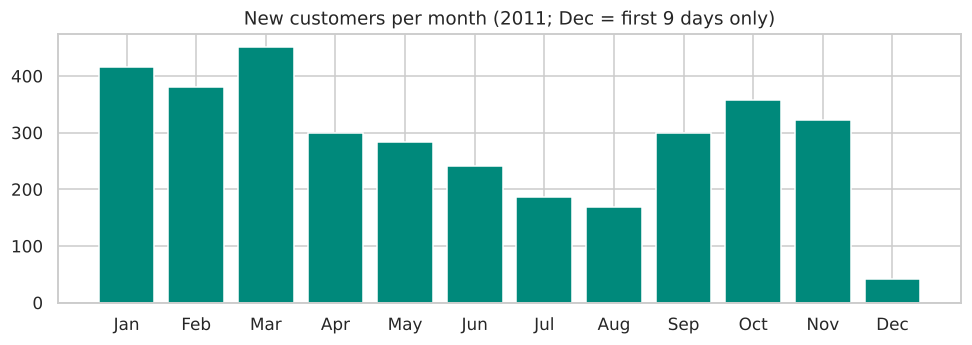 New customers per month (2011; Dec = first 9 days only)
400
300
200
100
0
Jan Feb Mar Apr May Jun Jul Aug Sep Oct Nov Dec